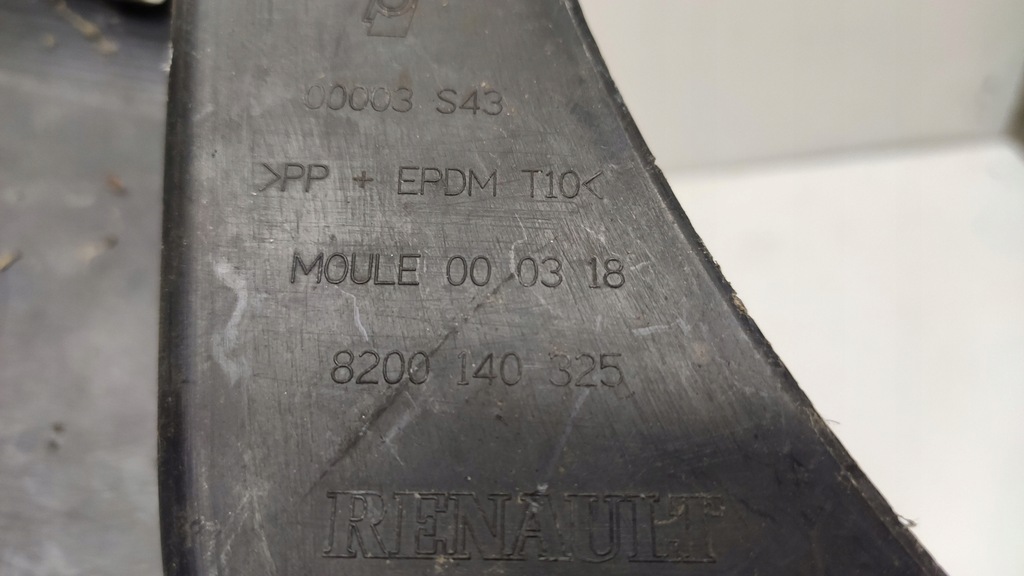 00003 S43
>PP + EPDM T10<
MOULE 00 03 18
8200 140 325
RENAULT